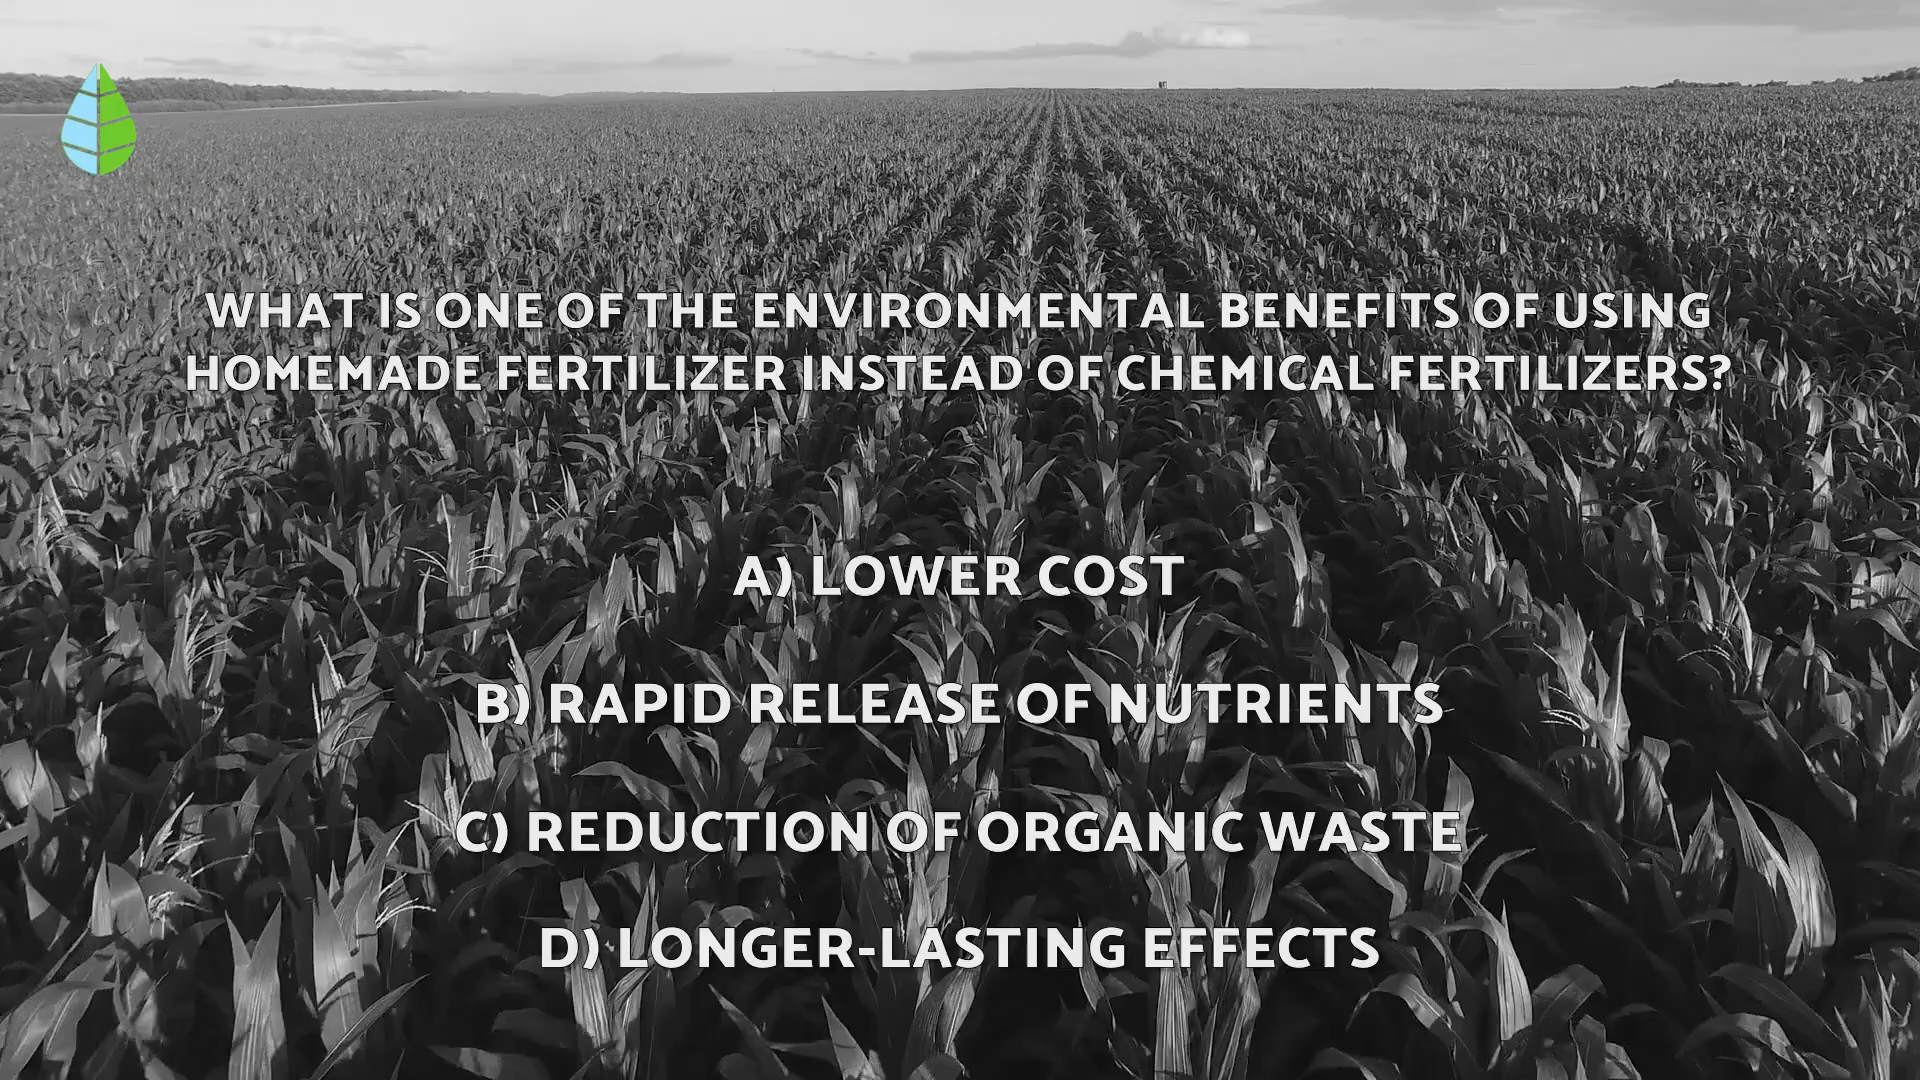 WHAT IS ONE OF THE ENVIRONMENTAL BENEFITS OF USING
HOMEMADE FERTILIZER INSTEAD OF CHEMICAL FERTILIZERS?
A) LOWER COST
B) RAPID RELEASE OF NUTRIENTS
C) REDUCTION OF ORGANIC WASTE
D) LONGER-LASTING EFFECTS